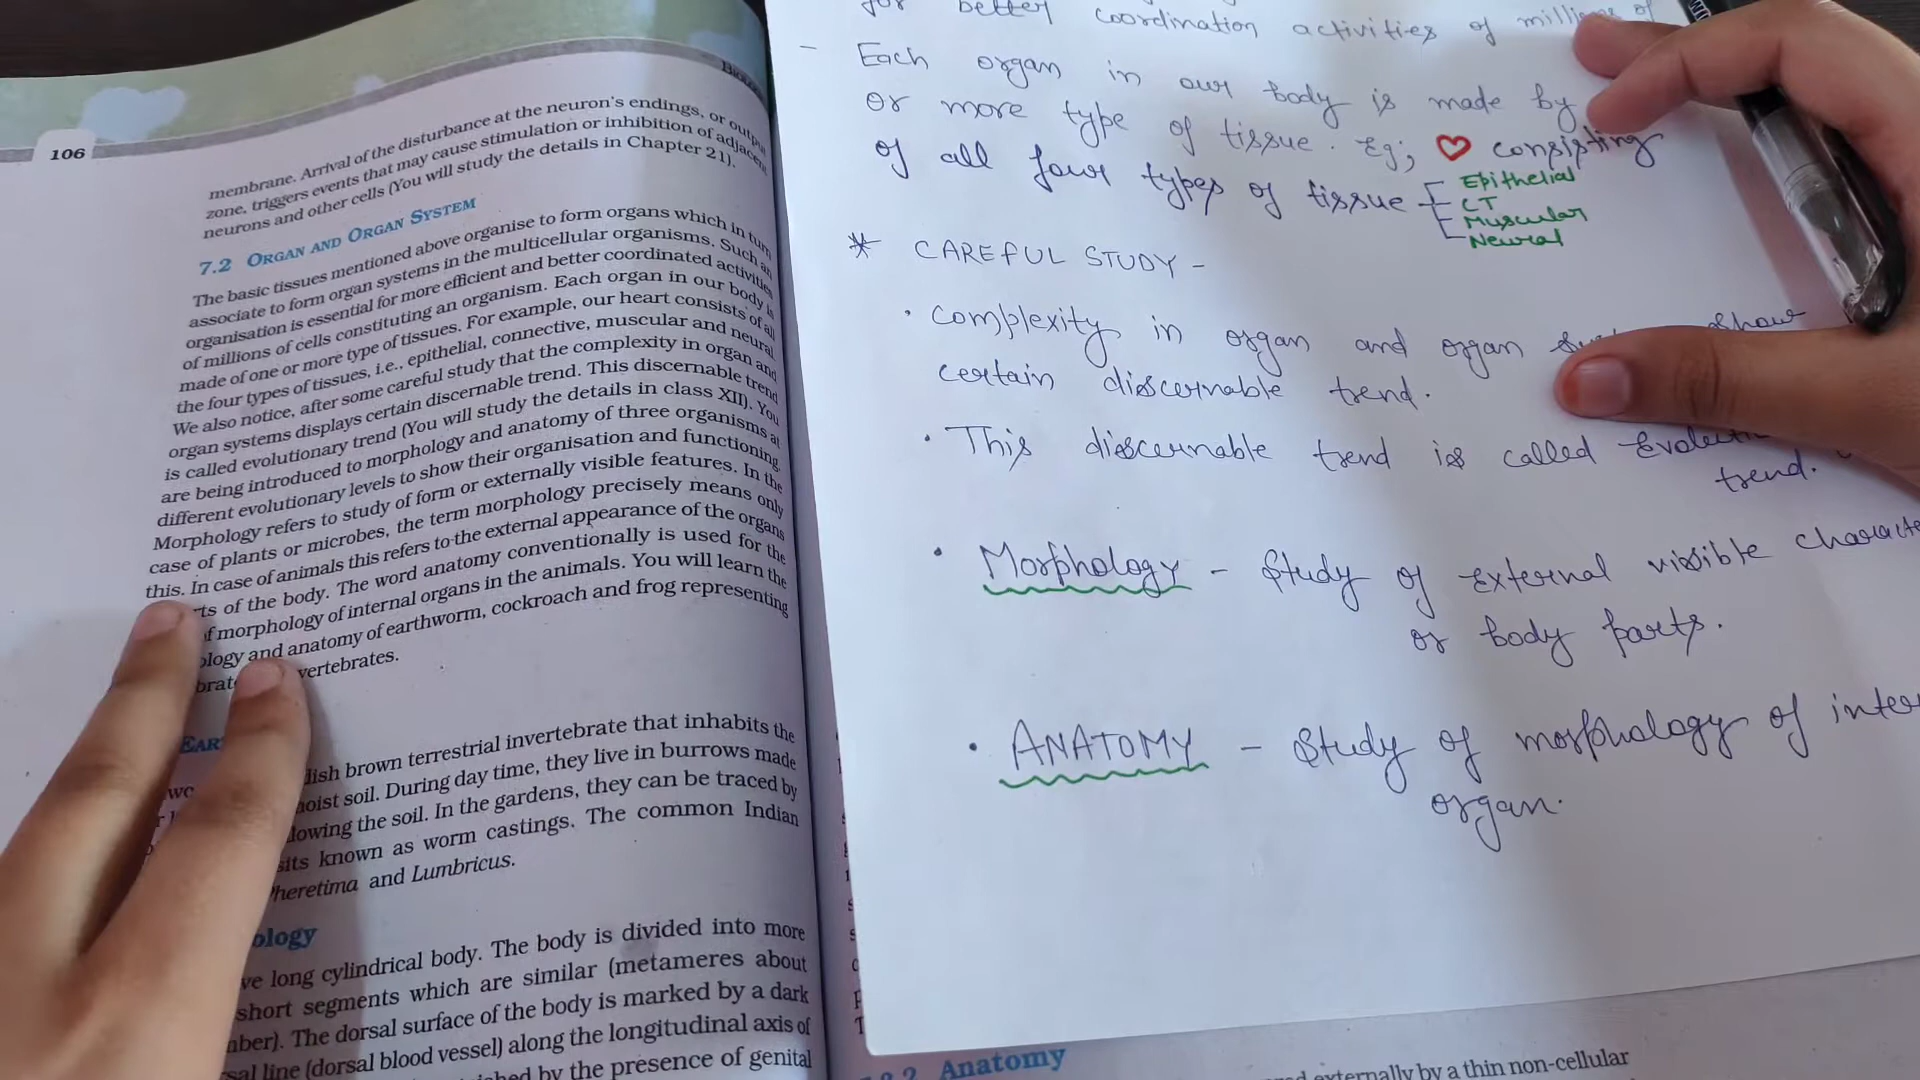 106
membrane. Arrival of the disturbance at the neuron's endings, or output
zone, triggers events that may cause stimulation or inhibition of adjacent
neurons and other cells (You will study the details in Chapter 21).
7.2 ORGAN AND ORGAN SYSTEM
The basic tissues mentioned above organise to form organs which in turn
associate to form organ systems in the multicellular organisms. Such an
organisation is essential for more efficient and better coordinated activities
of millions of cells constituting an organism. Each organ in our body is
made of one or more type of tissues. For example, our heart consists of all
the four types of tissues, i.e., epithelial, connective, muscular and neural.
We also notice, after some careful study that the complexity in organ and
organ systems displays certain discernable trend. This discernable trend
is called evolutionary trend (You will study the details in class XII). You
are being introduced to morphology and anatomy of three organisms at
different evolutionary levels to show their organisation and functioning.
Morphology refers to study of form or externally visible features. In the
case of plants or microbes, the term morphology precisely means only
this. In case of animals this refers to the external appearance of the organs
rts of the body. The word anatomy conventionally is used for the
f morphology of internal organs in the animals. You will learn the
ology and anatomy of earthworm, cockroach and frog representing
brate vertebrates.
EAR
dish brown terrestrial invertebrate that inhabits the
moist soil. During day time, they live in burrows made
lowing the soil. In the gardens, they can be traced by
sits known as worm castings. The common Indian
Pheretima and Lumbricus.
ology
ve long cylindrical body. The body is divided into more
short segments which are similar (metameres about
mber). The dorsal surface of the body is marked by a dark
sal line (dorsal blood vessel) along the longitudinal axis of
by the presence of genital
for better coordination activities of millions of
- Each organ in our body is made by
or more type of tissue. Eg; ❤ consisting
of all four types of tissue
Epithelial
CT
Muscular
Neural
* CAREFUL STUDY -
· Complexity in organ and organ show
certain discernable trend.
· This discernable trend is called
trend.
· Morphology - Study of External visible
or body parts.
· ANATOMY - Study of morphology of inter
organ.
Anatomy
externally by a thin non-cellular